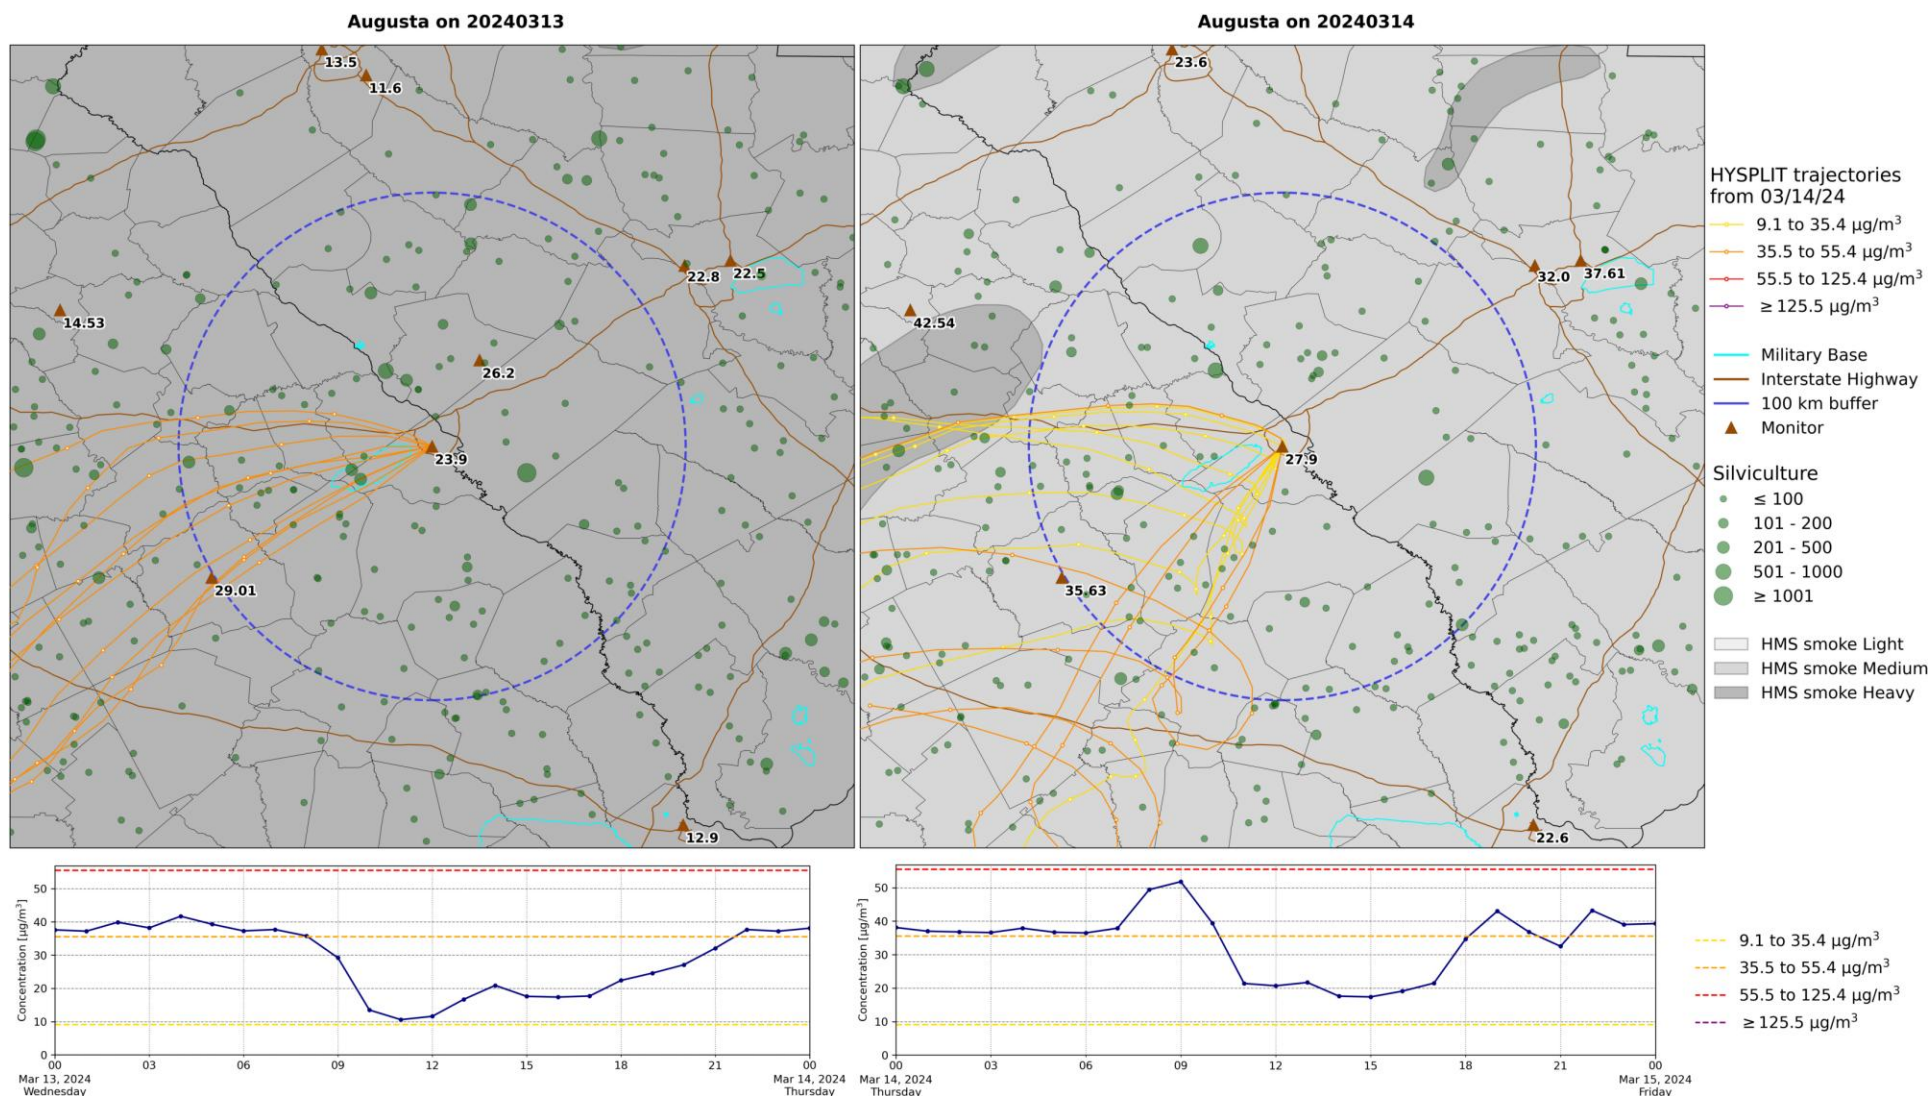 Augusta on 20240313
Augusta on 20240314
13.5
11.6
22.8
22.5
14.53
26.2
23.9
29.01
12.9
23.6
32.0
37.61
42.54
27.9
35.63
22.6
HYSPLIT trajectories
from 03/14/24
9.1 to 35.4 µg/m³
35.5 to 55.4 µg/m³
55.5 to 125.4 µg/m³
≥ 125.5 µg/m³
Military Base
Interstate Highway
100 km buffer
Monitor
Silviculture
≤ 100
101 - 200
201 - 500
501 - 1000
≥ 1001
HMS smoke Light
HMS smoke Medium
HMS smoke Heavy
Concentration [µg/m³]
50
40
30
20
10
0
00 03 06 09 12 15 18 21 00
Mar 13, 2024
Wednesday
Mar 14, 2024
Thursday
Concentration [µg/m³]
50
40
30
20
10
0
00 03 06 09 12 15 18 21 00
Mar 14, 2024
Thursday
Mar 15, 2024
Friday
9.1 to 35.4 µg/m³
35.5 to 55.4 µg/m³
55.5 to 125.4 µg/m³
≥ 125.5 µg/m³